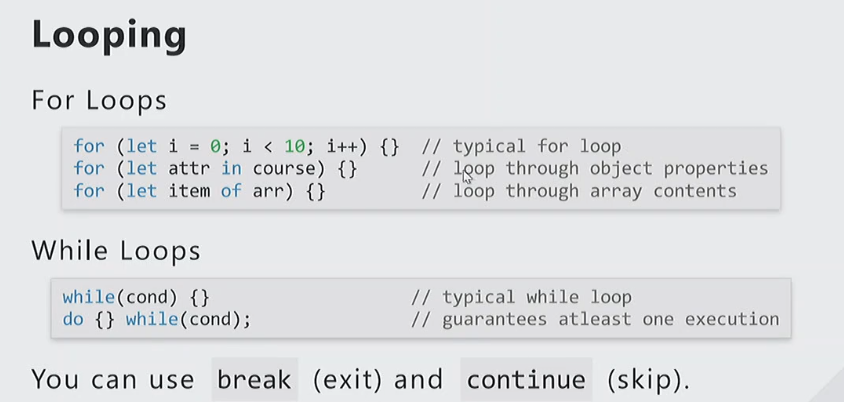 Looping
For Loops
for (let i = 0; i < 10; i++) {} // typical for loop
for (let attr in course) {} // loop through object properties
for (let item of arr) {} // loop through array contents
While Loops
while(cond) {} // typical while loop
do {} while(cond); // guarantees atleast one execution
You can use break (exit) and continue (skip).